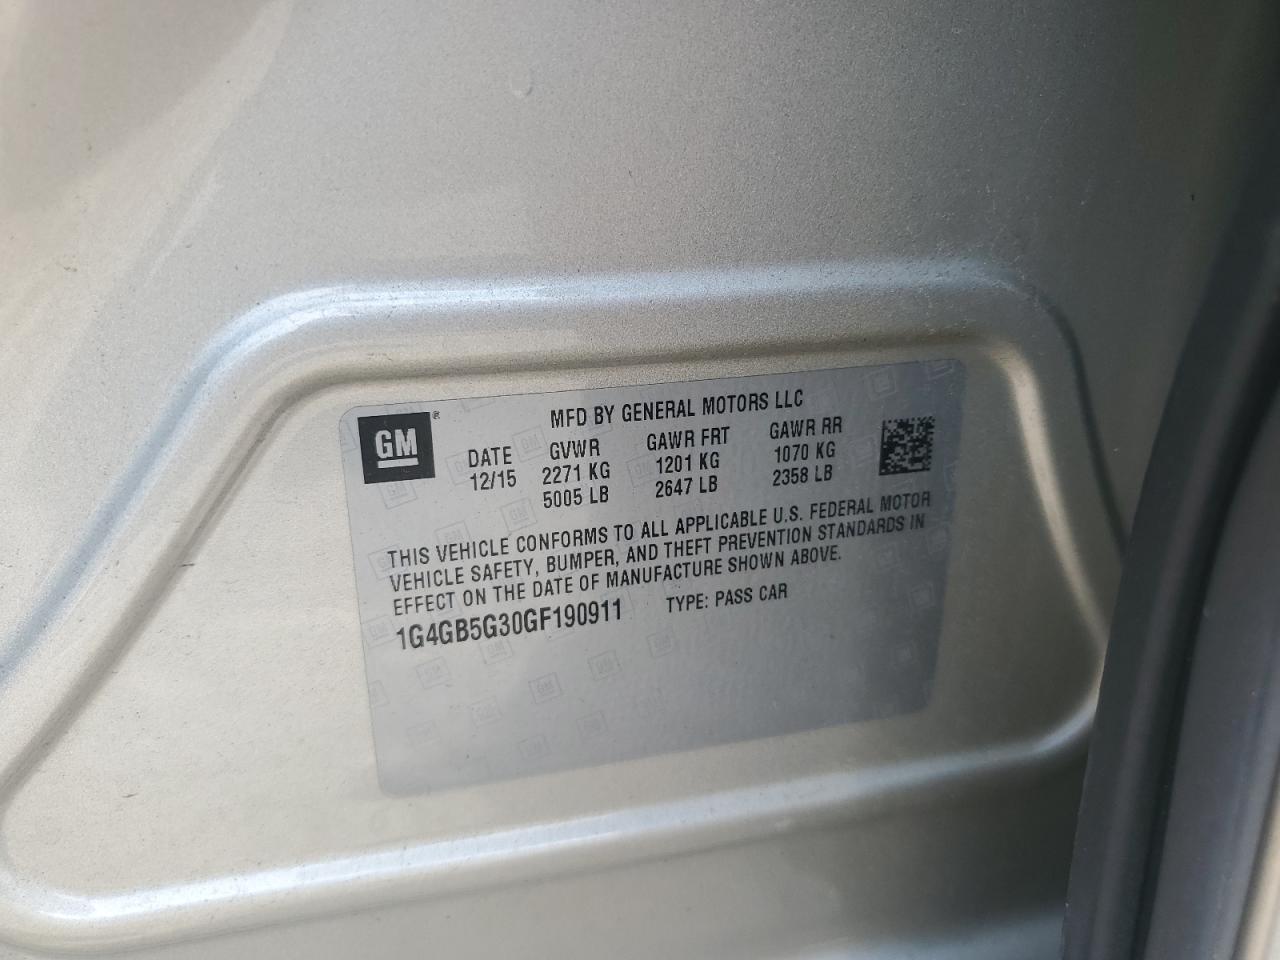 GM®
MFD BY GENERAL MOTORS LLC
DATE GVWR GAWR FRT GAWR RR
12/15 2271 KG 1201 KG 1070 KG
5005 LB 2647 LB 2358 LB
THIS VEHICLE CONFORMS TO ALL APPLICABLE U.S. FEDERAL MOTOR
VEHICLE SAFETY, BUMPER, AND THEFT PREVENTION STANDARDS IN
EFFECT ON THE DATE OF MANUFACTURE SHOWN ABOVE.
1G4GB5G30GF190911 TYPE: PASS CAR